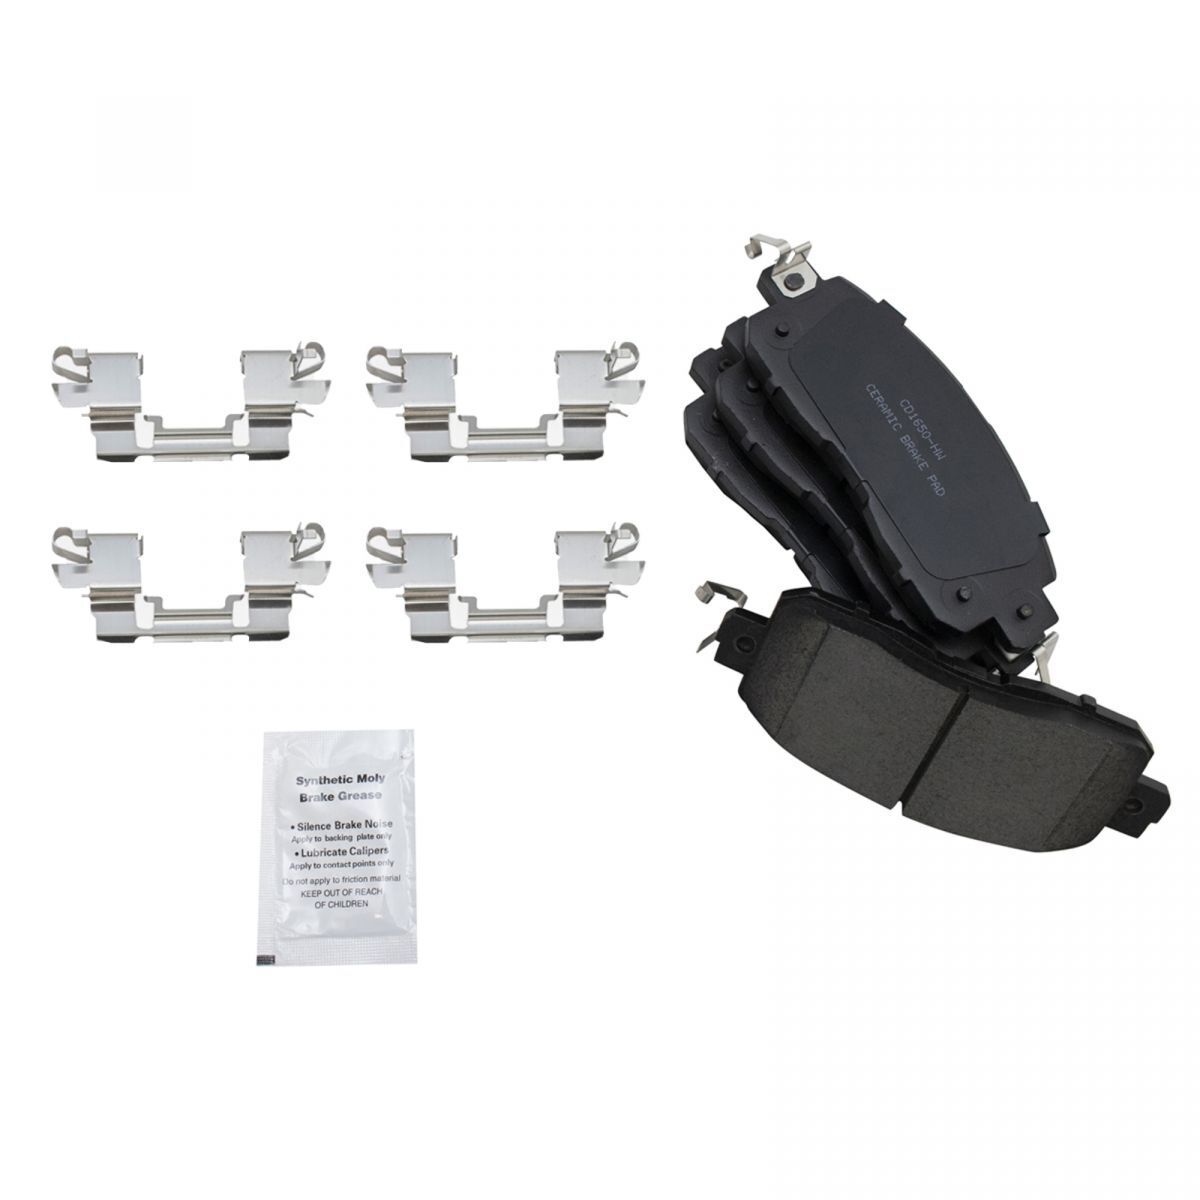 CD1650-HW
CERAMIC BRAKE PAD
Synthetic Moly
Brake Grease
• Silence Brake Noise
Apply to backing plate only
• Lubricate Calipers
Apply to contact points only
Do not apply to friction material
KEEP OUT OF REACH
OF CHILDREN